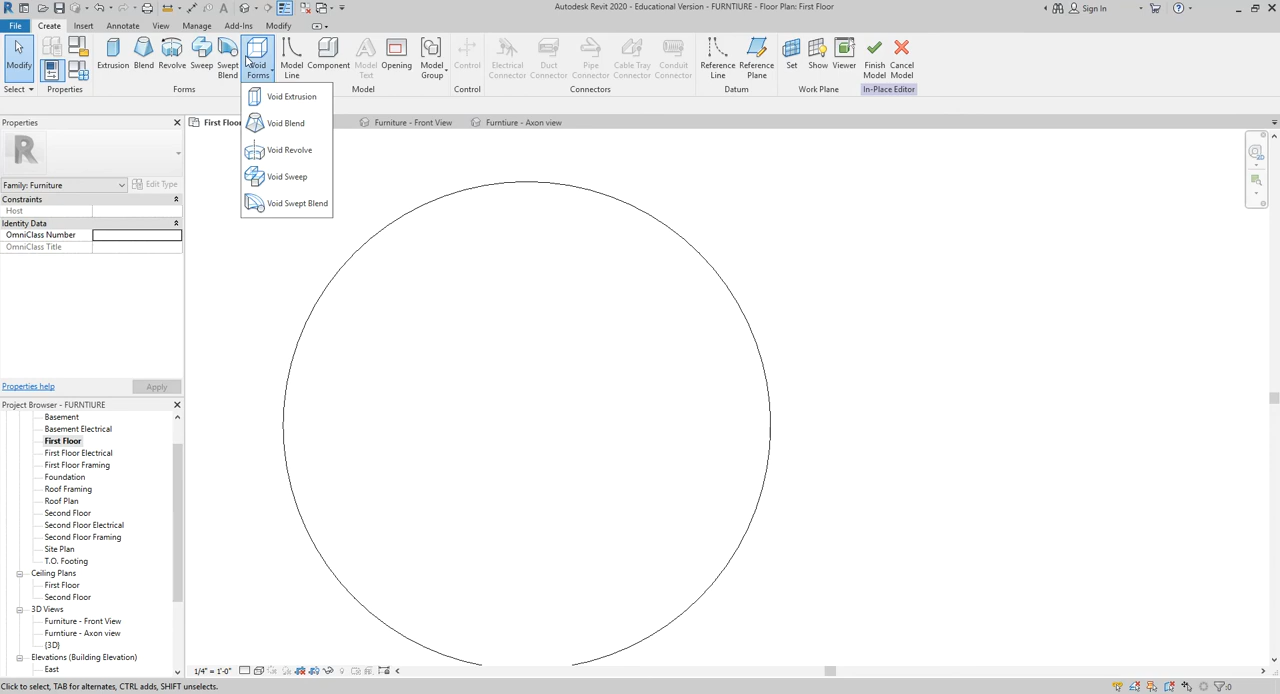 Autodesk Revit 2020 - Educational Version - FURNTIURE - Floor Plan: First Floor
Sign In
File Create Insert Annotate View Manage Add-Ins Modify
Modify Extrusion Blend Revolve Sweep Swept Blend Void Forms Model Line Component Model Text Opening Model Group Control Electrical Connector Duct Connector Pipe Connector Cable Tray Connector Conduit Connector Reference Line Reference Plane Set Show Viewer Finish Model Cancel Model
Select Properties Forms Model Control Connectors Datum Work Plane In-Place Editor
Void Extrusion
Void Blend
Void Revolve
Void Sweep
Void Swept Blend
Properties
First Floor
Furniture - Front View
Furntiure - Axon view
Family: Furniture
Edit Type
Constraints
Host
Identity Data
OmniClass Number
OmniClass Title
Properties help
Apply
Project Browser - FURNTIURE
Basement
Basement Electrical
First Floor
First Floor Electrical
First Floor Framing
Foundation
Roof Framing
Roof Plan
Second Floor
Second Floor Electrical
Second Floor Framing
Site Plan
T.O. Footing
Ceiling Plans
First Floor
Second Floor
3D Views
Furniture - Front View
Furntiure - Axon view
{3D}
Elevations (Building Elevation)
East
1/4" = 1'-0"
Click to select, TAB for alternates, CTRL adds, SHIFT unselects.
:0